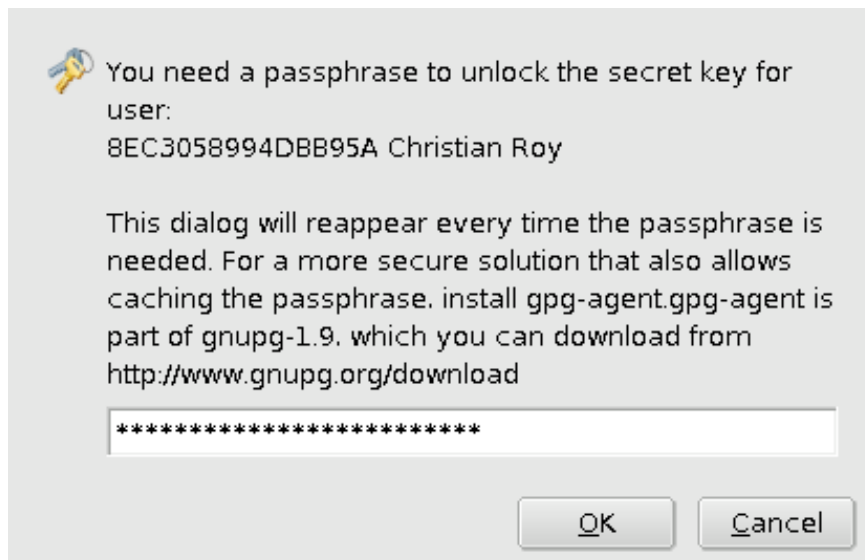 You need a passphrase to unlock the secret key for
user:
8EC3058994DBB95A Christian Roy
This dialog will reappear every time the passphrase is
needed. For a more secure solution that also allows
caching the passphrase, install gpg-agent.gpg-agent is
part of gnupg-1.9, which you can download from
http://www.gnupg.org/download
*************************
OK
Cancel